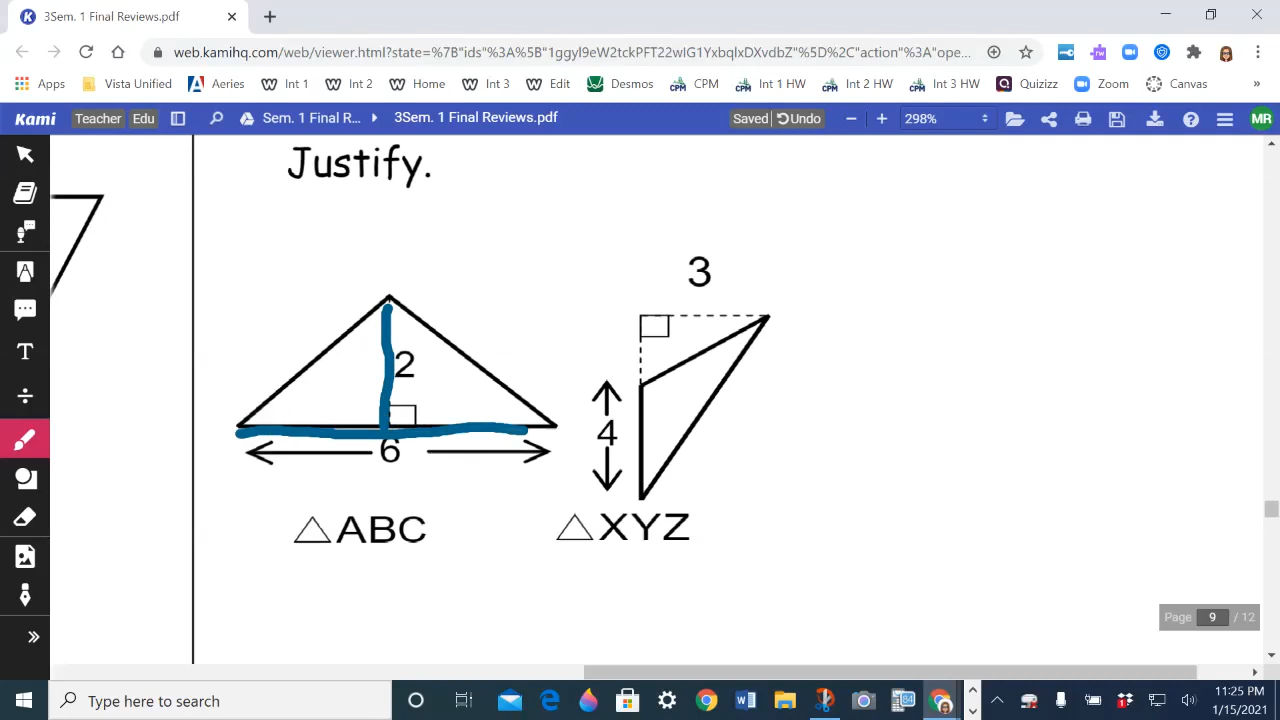 3Sem. 1 Final Reviews.pdf
web.kamihq.com/web/viewer.html?state=%7B"ids"%3A%5B"1ggyl9eW2tckPFT22wIG1YxtqlxDXvdbZ"%5D%2C"action"%3A"ope...
Apps Vista Unified Aeries Int 1 Int 2 Home Int 3 Edit Desmos CPM Int 1 HW Int 2 HW Int 3 HW Quizizz Zoom Canvas »
Kami Teacher Edu Sem. 1 Final R... 3Sem. 1 Final Reviews.pdf Saved Undo 298% MR
Justify.
3
2
4
6
△ABC △XYZ
Page 9 / 12
Type here to search
11:25 PM
1/15/2021